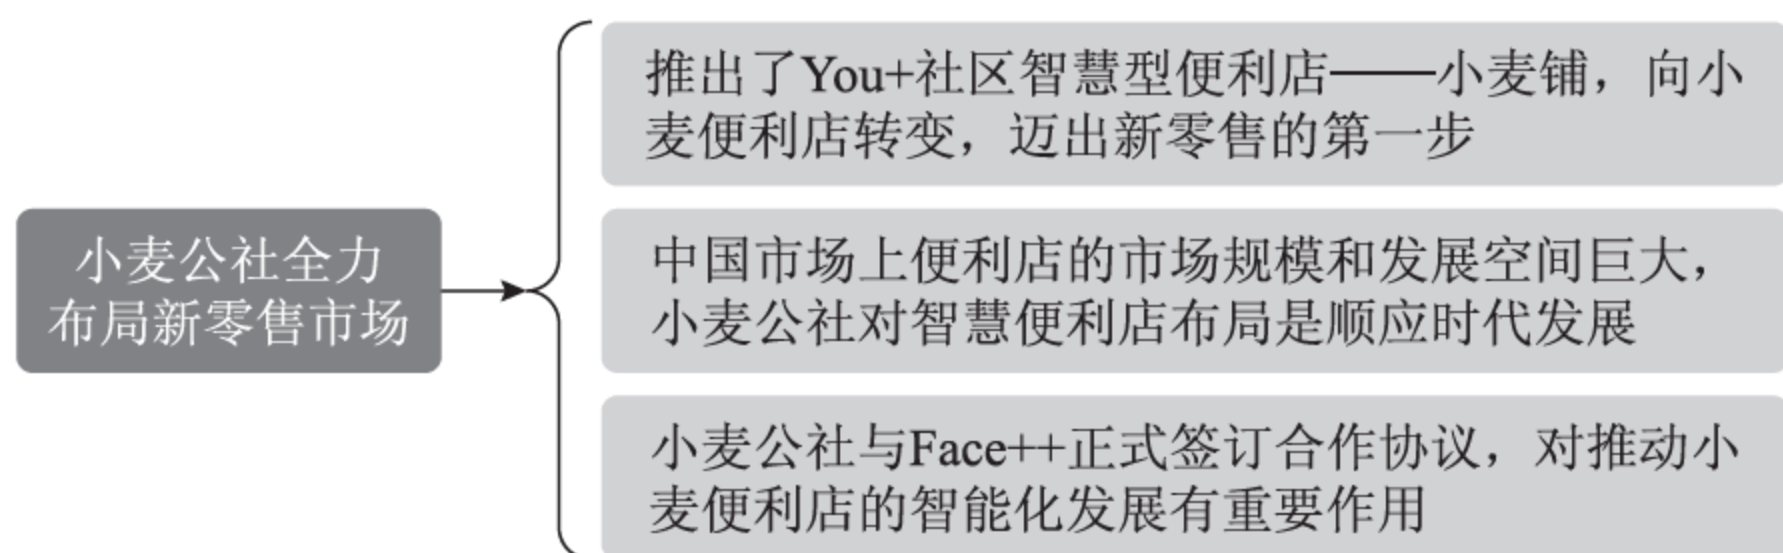 小麦公社全力
布局新零售市场
推出了You+社区智慧型便利店——小麦铺，向小
麦便利店转变，迈出新零售的第一步
中国市场上便利店的市场规模和发展空间巨大，
小麦公社对智慧便利店布局是顺应时代发展
小麦公社与Face++正式签订合作协议，对推动小
麦便利店的智能化发展有重要作用